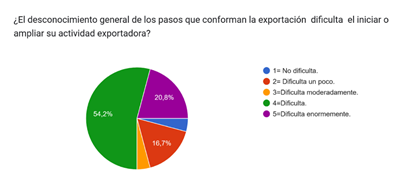 ¿El desconocimiento general de los pasos que conforman la exportación dificulta el iniciar o
ampliar su actividad exportadora?
1= No dificulta.
2= Dificulta un poco.
3=Dificulta moderadamente.
4=Dificulta.
5=Dificulta enormemente.
20,8%
54,2%
16,7%